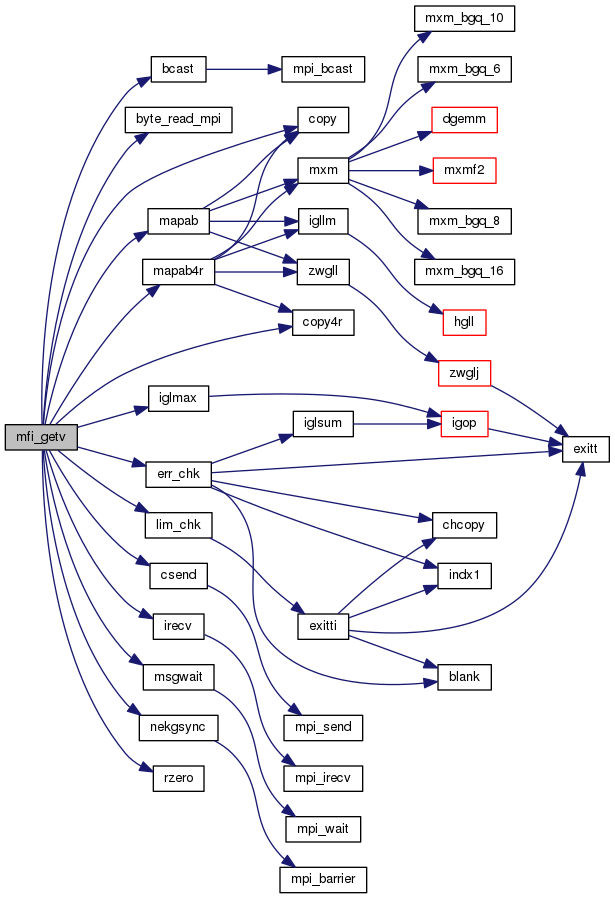 mxm_bgq_10
bcast
mpi_bcast
mxm_bgq_6
byte_read_mpi
copy
dgemm
mxm
mxmf2
mapab
igllm
mxm_bgq_8
mapab4r
zwgll
mxm_bgq_16
copy4r
hgll
zwglj
iglmax
iglsum
igop
mfi_getv
exitt
err_chk
lim_chk
chcopy
csend
indx1
irecv
exitti
msgwait
blank
nekgsync
mpi_send
rzero
mpi_irecv
mpi_wait
mpi_barrier